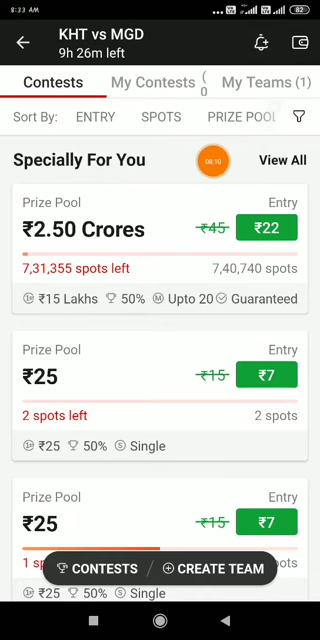 8:33 AM
82
KHT vs MGD
9h 26m left
Contests
My Contests (0
My Teams (1)
Sort By:
ENTRY
SPOTS
PRIZE POOL
Specially For You
08:10
View All
Prize Pool
Entry
₹2.50 Crores
₹45
₹22
7,31,355 spots left
7,40,740 spots
₹15 Lakhs
50%
M
Upto 20
Guaranteed
Prize Pool
Entry
₹25
₹15
₹7
2 spots left
2 spots
₹25
50%
S
Single
Prize Pool
Entry
₹25
₹15
₹7
1 sp
ots
CONTESTS
CREATE TEAM
₹25
50%
S
Single